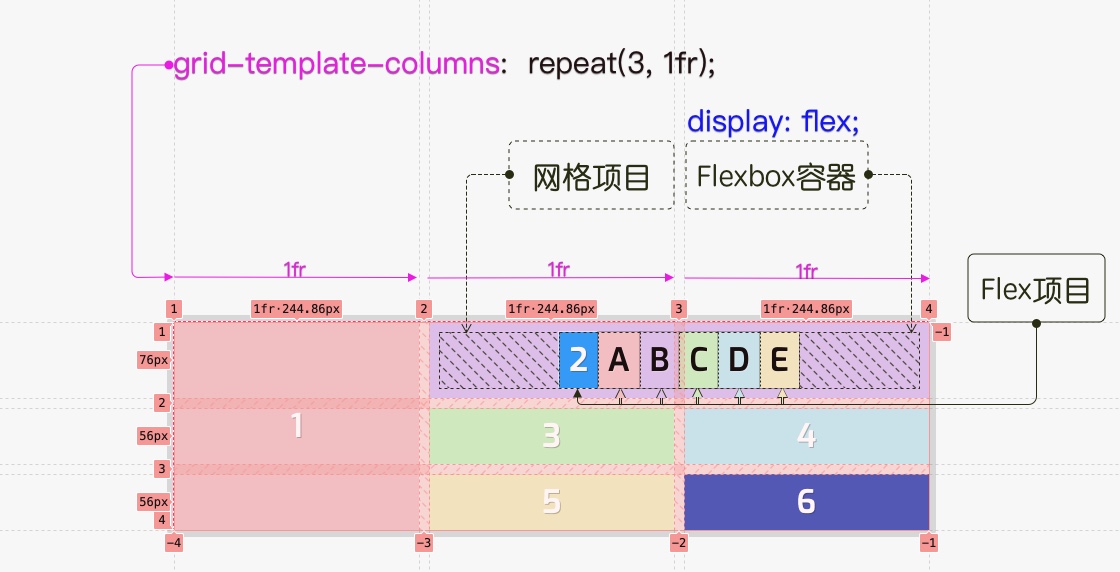 grid-template-columns: repeat(3, 1fr);
display: flex;
网格项目
Flexbox容器
Flex项目
1fr
1fr
1fr
1
1fr·244.86px
2
1fr·244.86px
3
1fr·244.86px
4
1
-1
76px
2
A
B
C
D
E
2
1
56px
3
4
3
56px
5
6
4
-4
-3
-2
-1